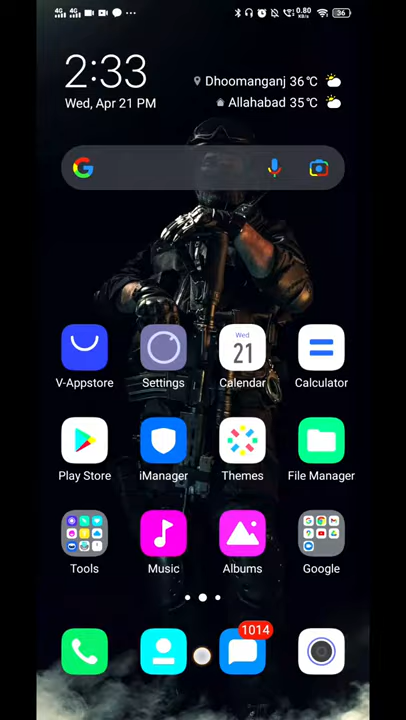 4G 4G 0.80 KB/s 36
2:33
Wed, Apr 21 PM
Dhoomanganj 36°C
Allahabad 35°C
G
Wed
21
V-Appstore Settings Calendar Calculator
Play Store iManager Themes File Manager
Tools Music Albums Google
1014